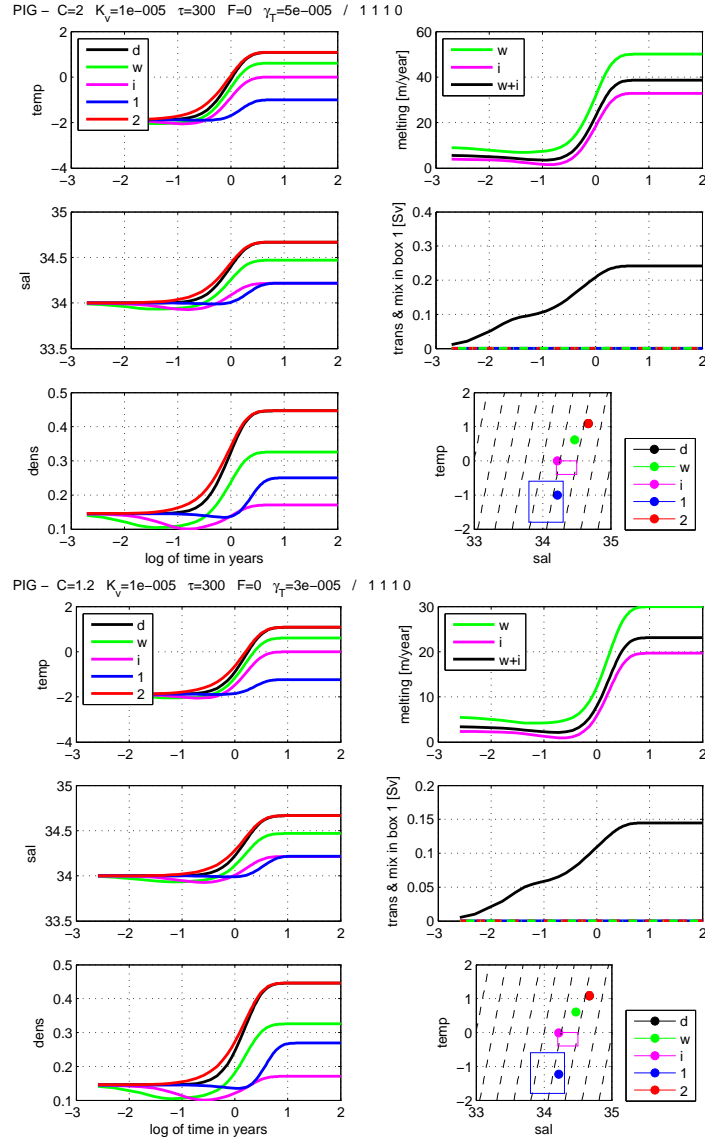 PIG − C=2 K_v=1e−005 τ=300 F=0 γ_T=5e−005 / 1 1 1 0
temp
2
0
−2
−4
−3 −2 −1 0 1 2
d
w
i
1
2
melting [m/year]
60
40
20
0
−3 −2 −1 0 1 2
w
i
w+i
sal
35
34.5
34
33.5
−3 −2 −1 0 1 2
trans & mix in box 1 [Sv]
0.4
0.3
0.2
0.1
0
−3 −2 −1 0 1 2
dens
0.5
0.4
0.3
0.2
0.1
−3 −2 −1 0 1 2
log of time in years
temp
2
1
0
−1
−2
33 34 35
sal
d
w
i
1
2
PIG − C=1.2 K_v=1e−005 τ=300 F=0 γ_T=3e−005 / 1 1 1 0
temp
2
0
−2
−4
−3 −2 −1 0 1 2
d
w
i
1
2
melting [m/year]
30
20
10
0
−3 −2 −1 0 1 2
w
i
w+i
sal
35
34.5
34
33.5
−3 −2 −1 0 1 2
trans & mix in box 1 [Sv]
0.2
0.15
0.1
0.05
0
−3 −2 −1 0 1 2
dens
0.5
0.4
0.3
0.2
0.1
−3 −2 −1 0 1 2
log of time in years
temp
2
1
0
−1
−2
33 34 35
sal
d
w
i
1
2